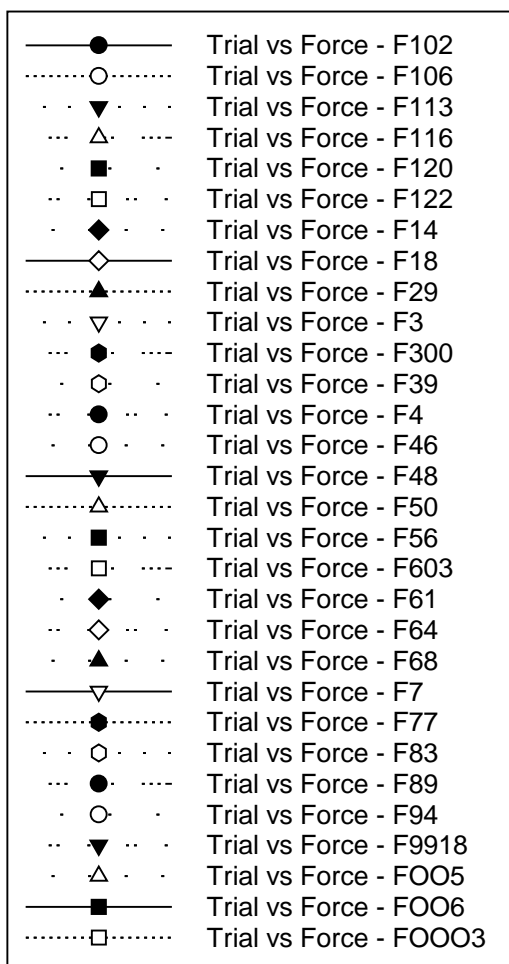 Trial vs Force - F102
Trial vs Force - F106
Trial vs Force - F113
Trial vs Force - F116
Trial vs Force - F120
Trial vs Force - F122
Trial vs Force - F14
Trial vs Force - F18
Trial vs Force - F29
Trial vs Force - F3
Trial vs Force - F300
Trial vs Force - F39
Trial vs Force - F4
Trial vs Force - F46
Trial vs Force - F48
Trial vs Force - F50
Trial vs Force - F56
Trial vs Force - F603
Trial vs Force - F61
Trial vs Force - F64
Trial vs Force - F68
Trial vs Force - F7
Trial vs Force - F77
Trial vs Force - F83
Trial vs Force - F89
Trial vs Force - F94
Trial vs Force - F9918
Trial vs Force - FOO5
Trial vs Force - FOO6
Trial vs Force - FOOO3